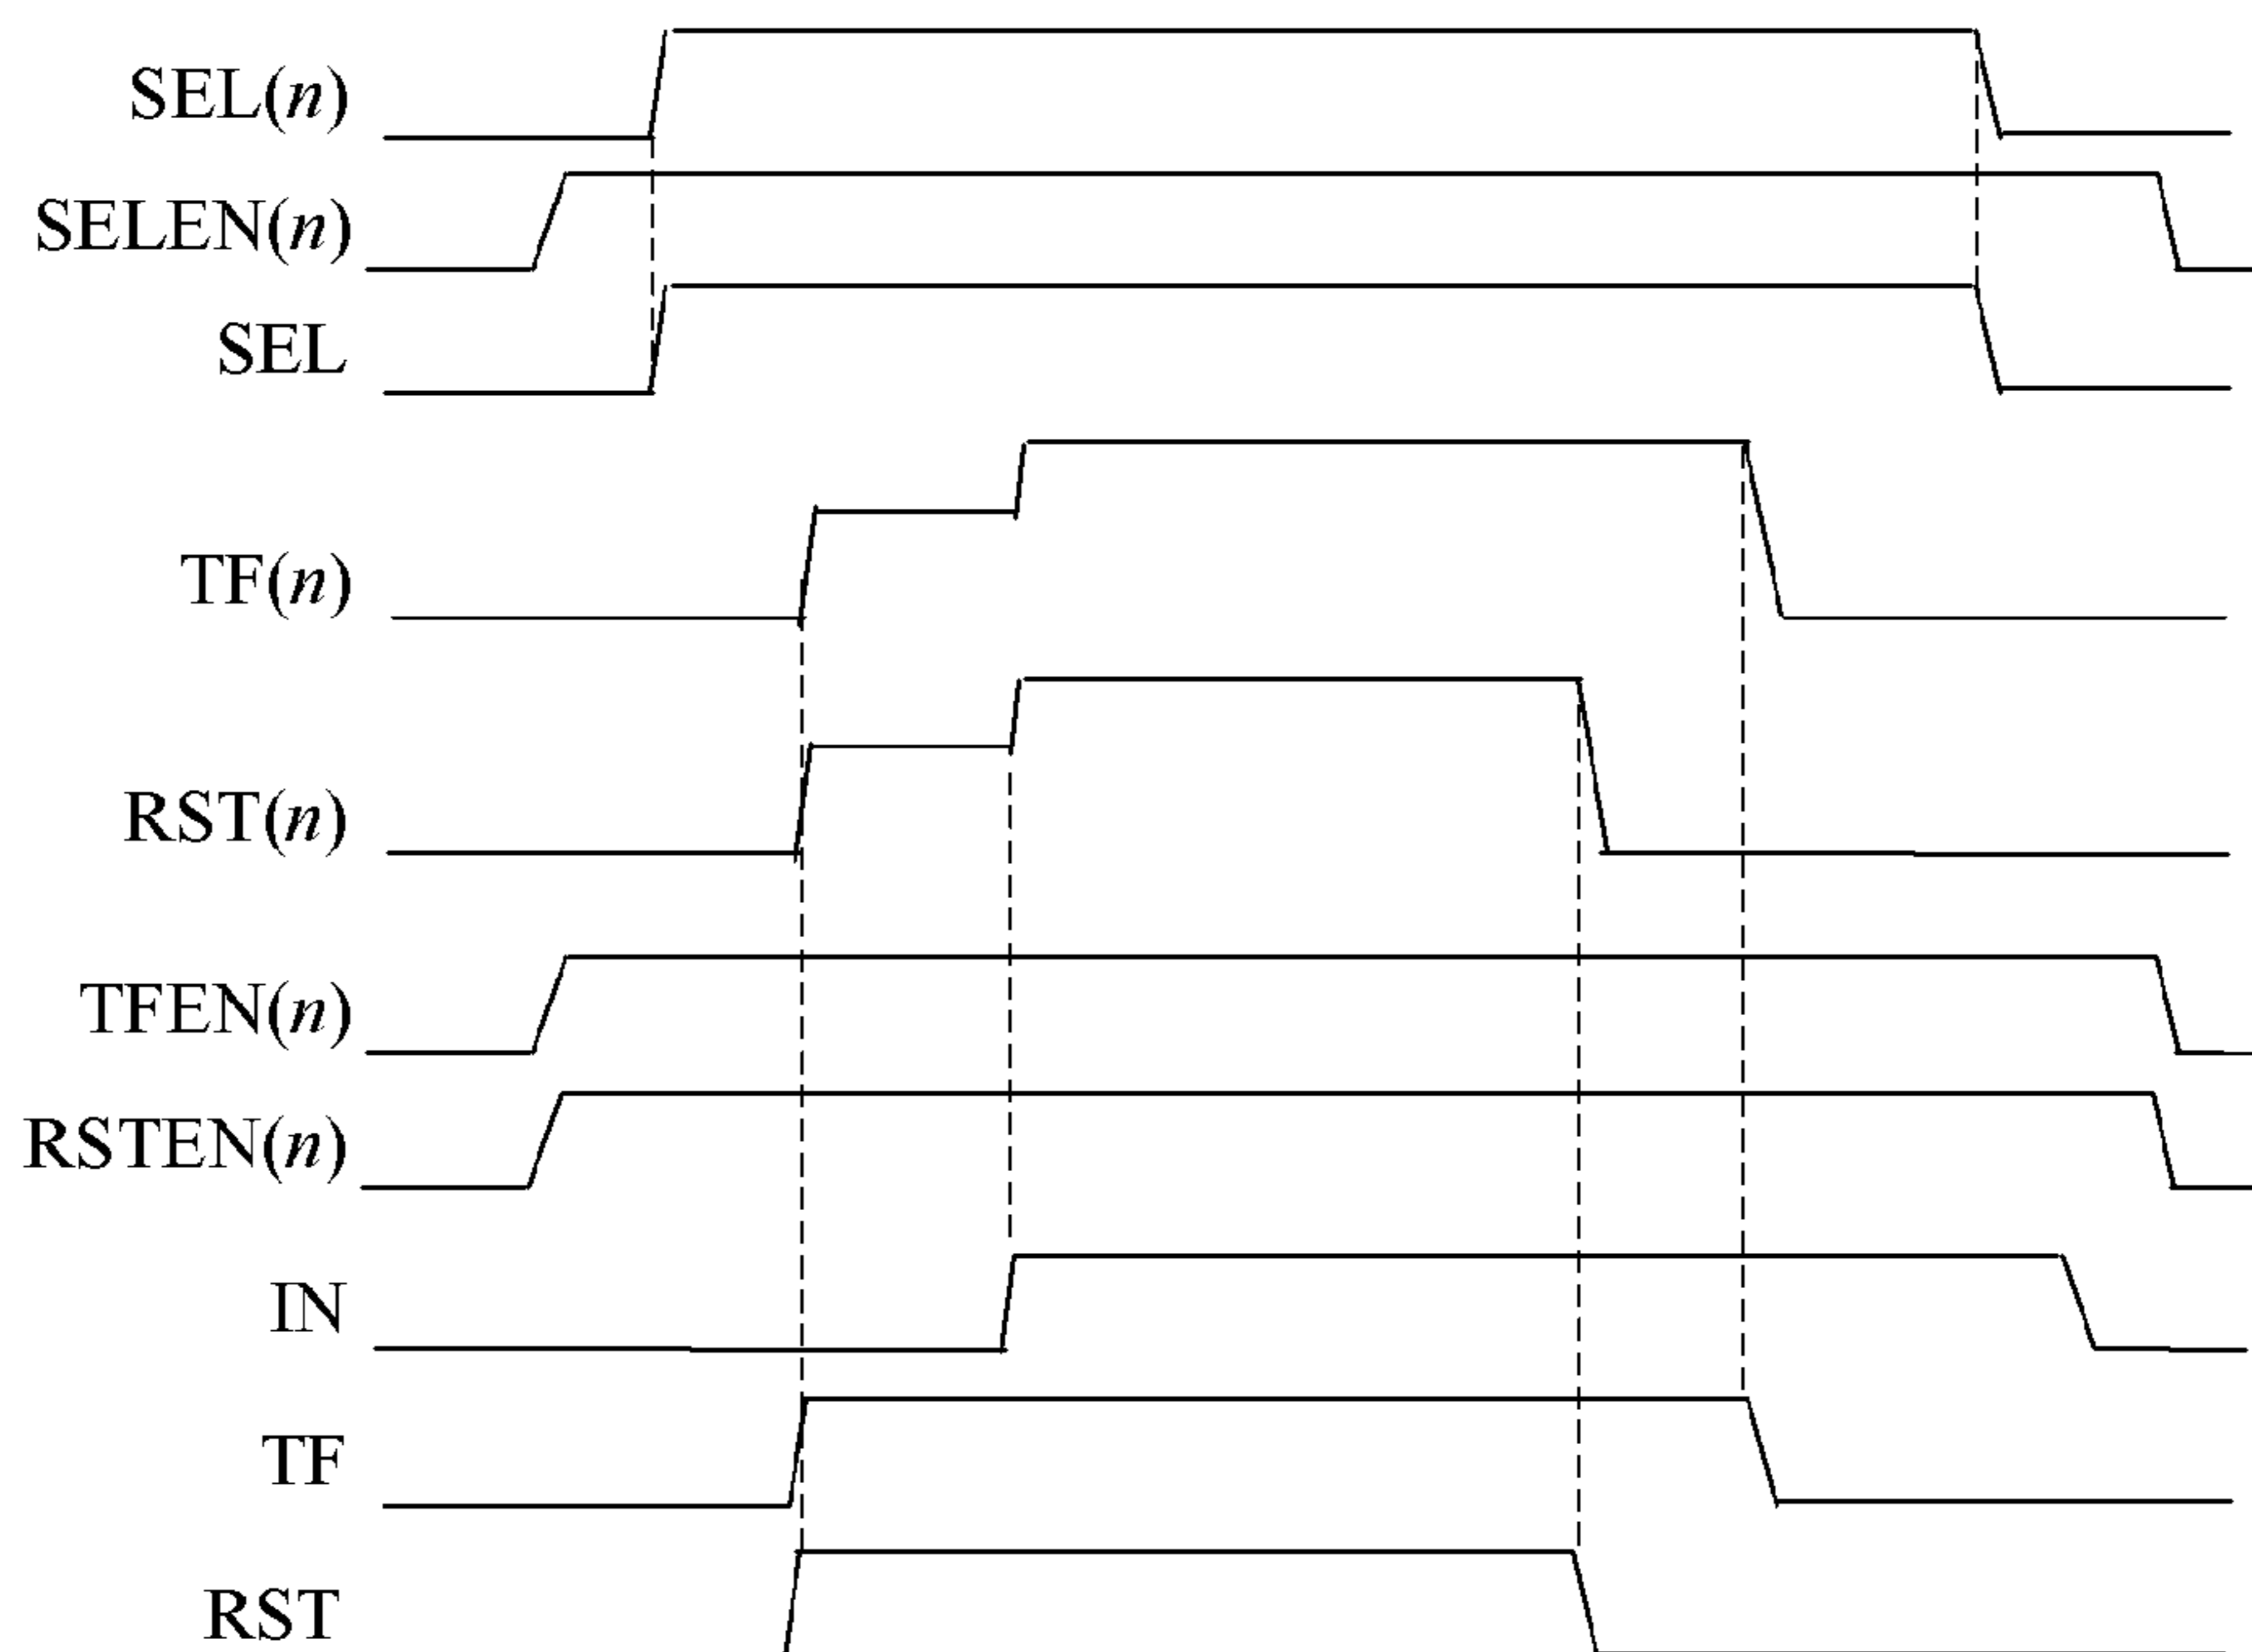 SEL(n)
SELEN(n)
SEL
TF(n)
RST(n)
TFEN(n)
RSTEN(n)
IN
TF
RST